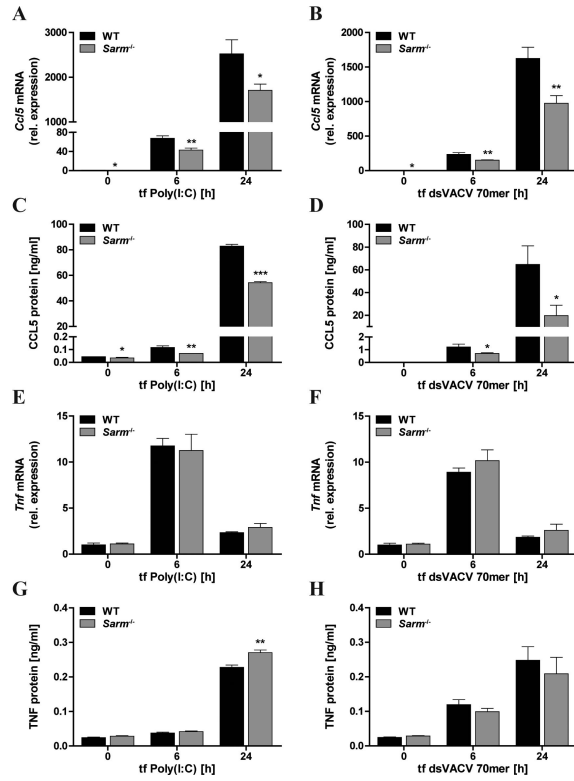 A
WT
Sarm-/-
Ccl5 mRNA
(rel. expression)
3000
2000
1000
80
40
0
*
**
*
0 6 24
tf Poly(I:C) [h]
B
WT
Sarm-/-
Ccl5 mRNA
(rel. expression)
2000
1500
1000
500
0
*
**
**
0 6 24
tf dsVACV 70mer [h]
C
WT
Sarm-/-
CCL5 protein [ng/ml]
100
80
60
40
20
0.2
0.1
0.0
*
**
***
0 6 24
tf Poly(I:C) [h]
D
WT
Sarm-/-
CCL5 protein [ng/ml]
100
80
60
40
20
2
1
0
*
*
0 6 24
tf dsVACV 70mer [h]
E
WT
Sarm-/-
Tnf mRNA
(rel. expression)
15
10
5
0
0 6 24
tf Poly(I:C) [h]
F
WT
Sarm-/-
Tnf mRNA
(rel. expression)
15
10
5
0
0 6 24
tf dsVACV 70mer [h]
G
WT
Sarm-/-
TNF protein [ng/ml]
0.4
0.3
0.2
0.1
0.0
**
0 6 24
tf Poly(I:C) [h]
H
WT
Sarm-/-
TNF protein [ng/ml]
0.4
0.3
0.2
0.1
0.0
0 6 24
tf dsVACV 70mer [h]